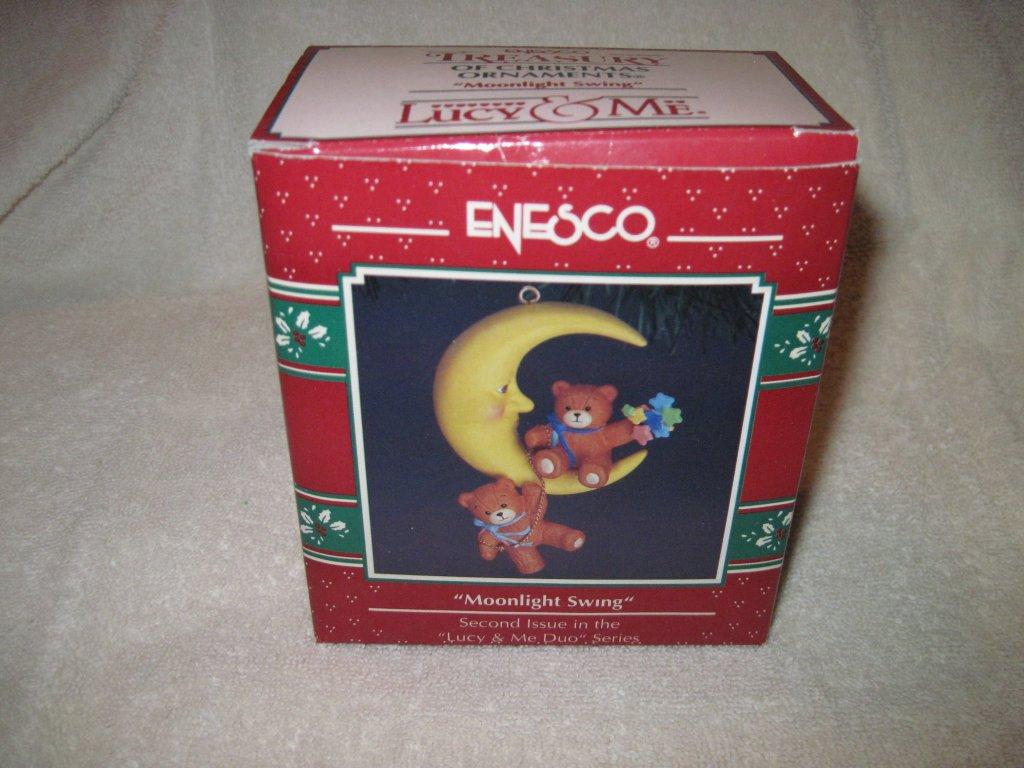 ENESCO
TREASURY
OF CHRISTMAS
ORNAMENTS®
"Moonlight Swing"
LUCY & ME.
ENESCO®
"Moonlight Swing"
Second Issue in the
"Lucy & Me Duo" Series